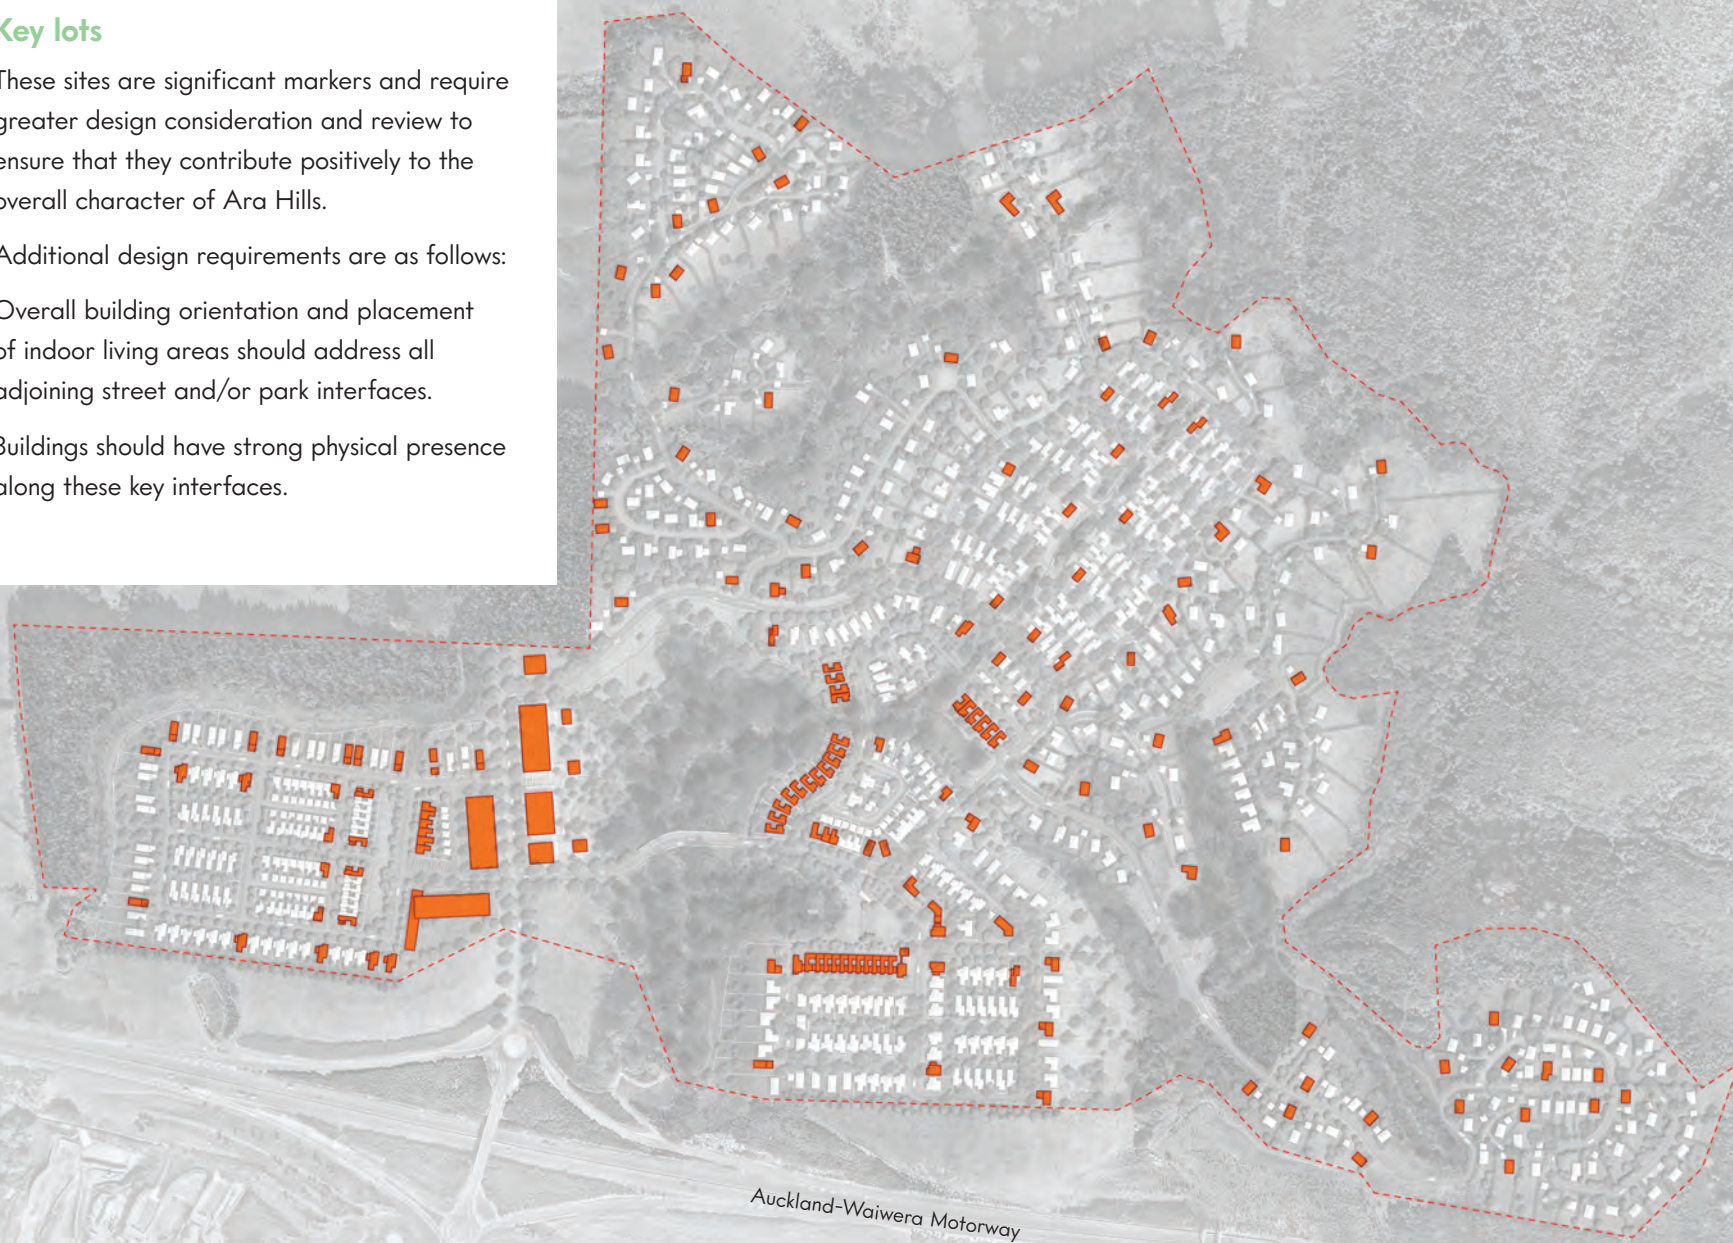 Key lots
These sites are significant markers and require
greater design consideration and review to
ensure that they contribute positively to the
overall character of Ara Hills.
Additional design requirements are as follows:
Overall building orientation and placement
of indoor living areas should address all
adjoining street and/or park interfaces.
Buildings should have strong physical presence
along these key interfaces.
Auckland-Waiwera Motorway